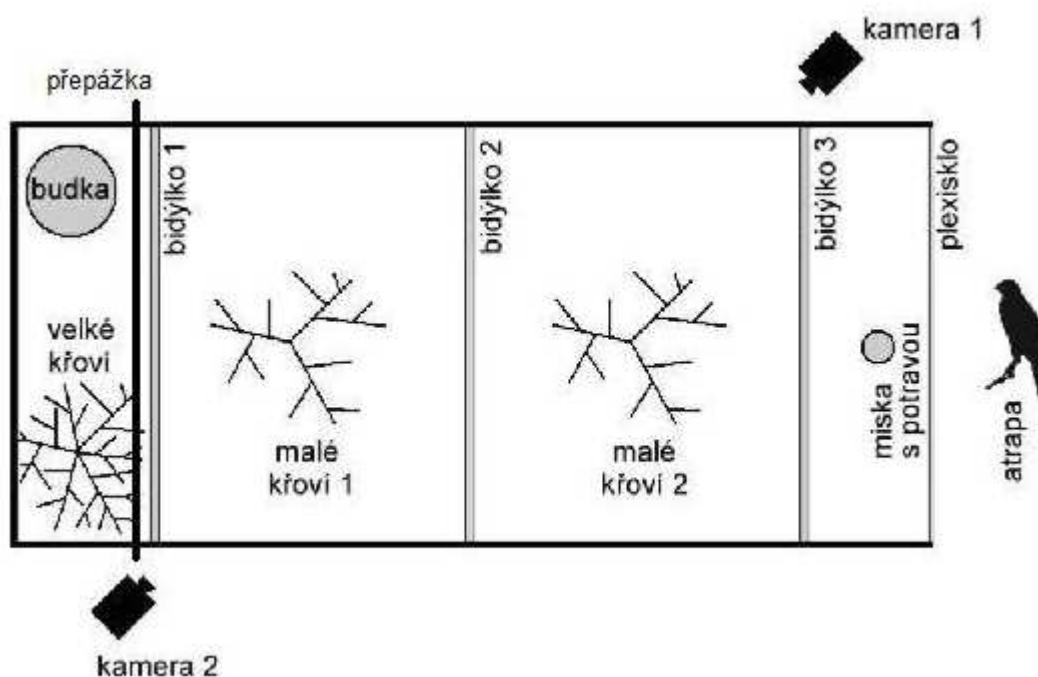 kamera 1
přepážka
budka
bidýlko 1
bidýlko 2
bidýlko 3
plexisklo
velké
křoví
malé
křoví 1
malé
křoví 2
miska
s potravou
atrapa
kamera 2